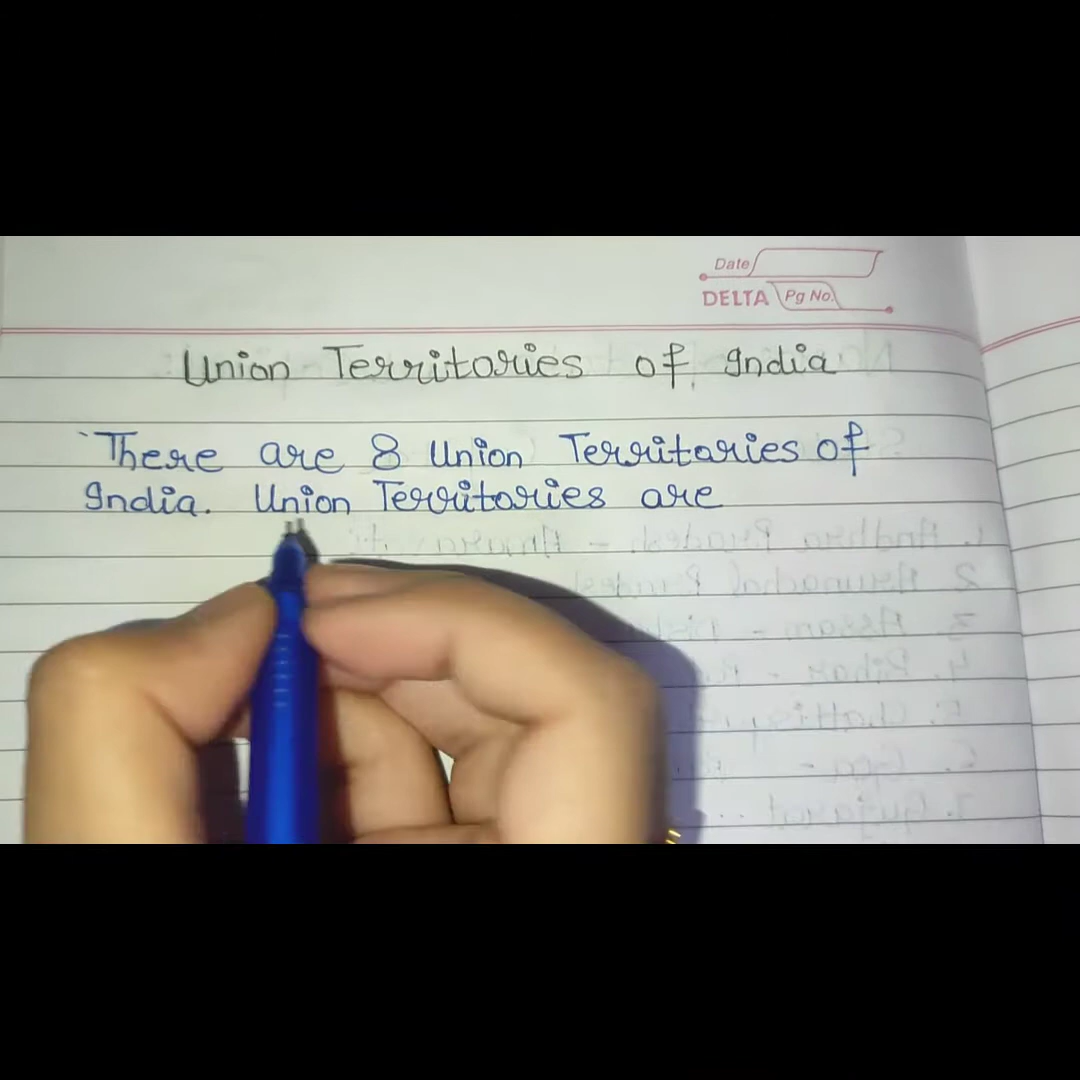 Date
DELTA Pg No.
Union Territories of India
There are 8 Union Territories of
India. Union Territories are